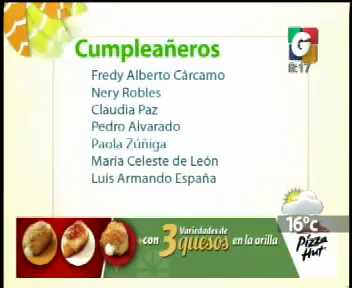 Cumpleañeros
G
8:17
Fredy Alberto Cárcamo
Nery Robles
Claudia Paz
Pedro Alvarado
Paola Zúñiga
María Celeste de León
Luis Armando España
16°C
+con 3 Variedades de quesos en la orilla
Pizza Hut